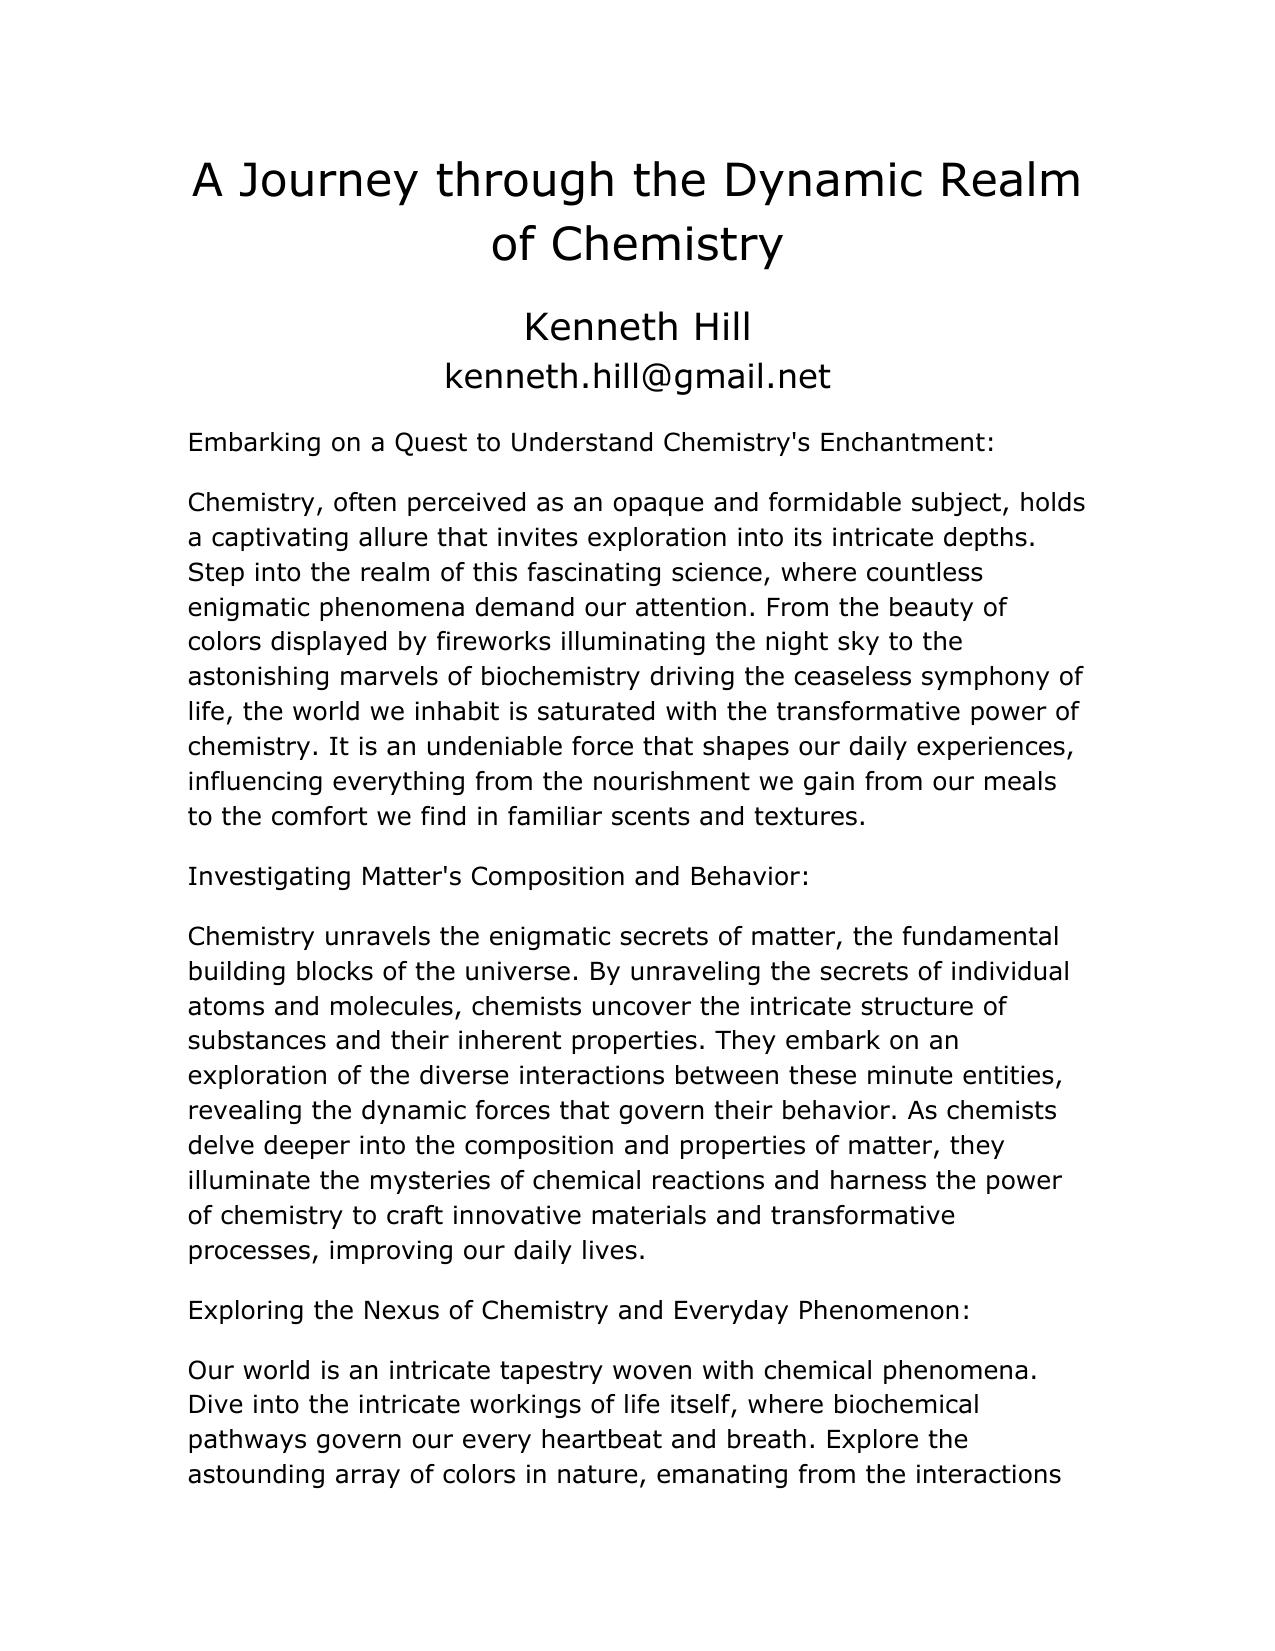 A Journey through the Dynamic Realm
of Chemistry
Kenneth Hill
kenneth.hill@gmail.net
Embarking on a Quest to Understand Chemistry's Enchantment:
Chemistry, often perceived as an opaque and formidable subject, holds
a captivating allure that invites exploration into its intricate depths.
Step into the realm of this fascinating science, where countless
enigmatic phenomena demand our attention. From the beauty of
colors displayed by fireworks illuminating the night sky to the
astonishing marvels of biochemistry driving the ceaseless symphony of
life, the world we inhabit is saturated with the transformative power of
chemistry. It is an undeniable force that shapes our daily experiences,
influencing everything from the nourishment we gain from our meals
to the comfort we find in familiar scents and textures.
Investigating Matter's Composition and Behavior:
Chemistry unravels the enigmatic secrets of matter, the fundamental
building blocks of the universe. By unraveling the secrets of individual
atoms and molecules, chemists uncover the intricate structure of
substances and their inherent properties. They embark on an
exploration of the diverse interactions between these minute entities,
revealing the dynamic forces that govern their behavior. As chemists
delve deeper into the composition and properties of matter, they
illuminate the mysteries of chemical reactions and harness the power
of chemistry to craft innovative materials and transformative
processes, improving our daily lives.
Exploring the Nexus of Chemistry and Everyday Phenomenon:
Our world is an intricate tapestry woven with chemical phenomena.
Dive into the intricate workings of life itself, where biochemical
pathways govern our every heartbeat and breath. Explore the
astounding array of colors in nature, emanating from the interactions